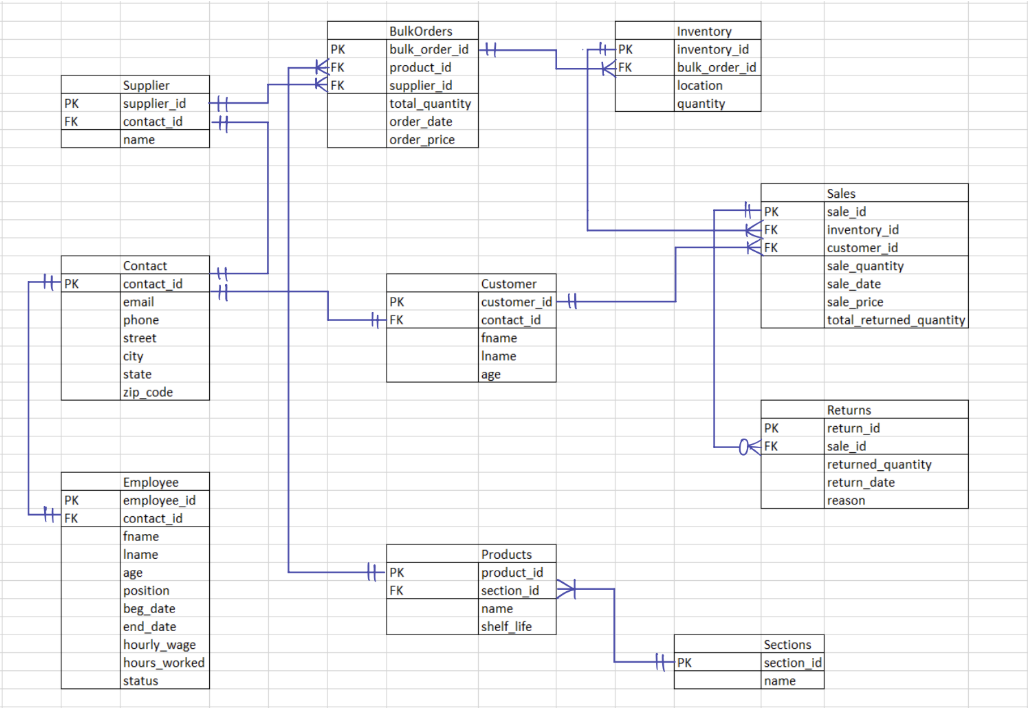 BulkOrders
PK bulk_order_id
FK product_id
FK supplier_id
total_quantity
order_date
order_price
Inventory
PK inventory_id
FK bulk_order_id
location
quantity
Supplier
PK supplier_id
FK contact_id
name
Sales
PK sale_id
FK inventory_id
FK customer_id
sale_quantity
sale_date
sale_price
total_returned_quantity
Contact
PK contact_id
email
phone
street
city
state
zip_code
Customer
PK customer_id
FK contact_id
fname
lname
age
Returns
PK return_id
FK sale_id
returned_quantity
return_date
reason
Employee
PK employee_id
FK contact_id
fname
lname
age
position
beg_date
end_date
hourly_wage
hours_worked
status
Products
PK product_id
FK section_id
name
shelf_life
Sections
PK section_id
name